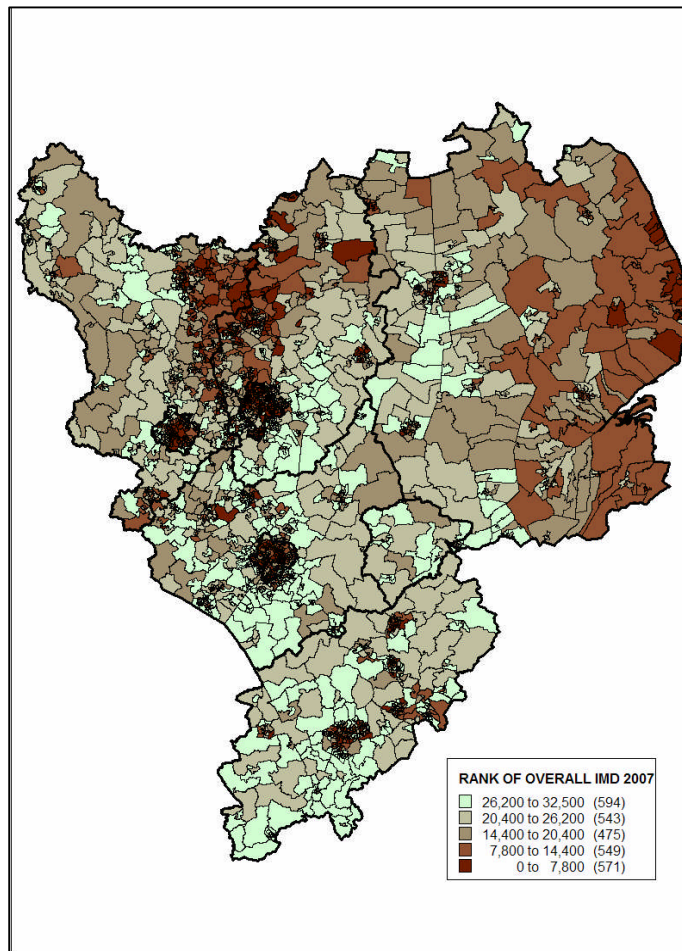 RANK OF OVERALL IMD 2007
26,200 to 32,500 (594)
20,400 to 26,200 (543)
14,400 to 20,400 (475)
7,800 to 14,400 (549)
0 to 7,800 (571)